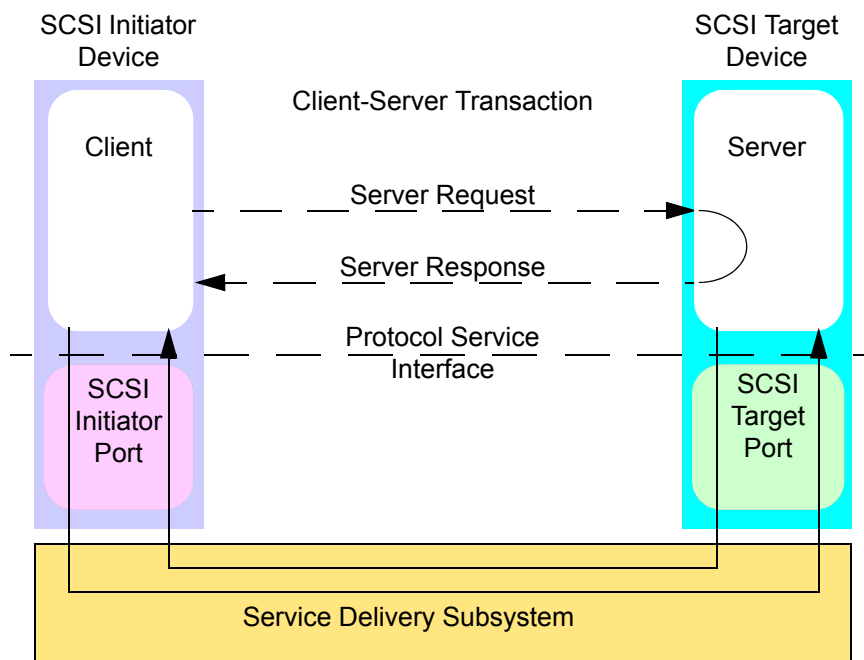 SCSI Initiator
Device
SCSI Target
Device
Client-Server Transaction
Client
Server
Server Request
Server Response
Protocol Service
Interface
SCSI
Initiator
Port
SCSI
Target
Port
Service Delivery Subsystem